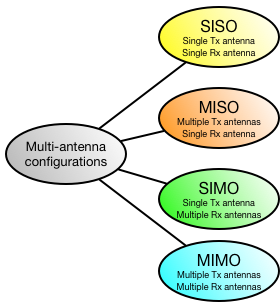 SISO
Single Tx antenna
Single Rx antenna
MISO
Multiple Tx antennas
Single Rx antenna
Multi-antenna
configurations
SIMO
Single Tx antenna
Multiple Rx antennas
MIMO
Multiple Tx antennas
Multiple Rx antennas